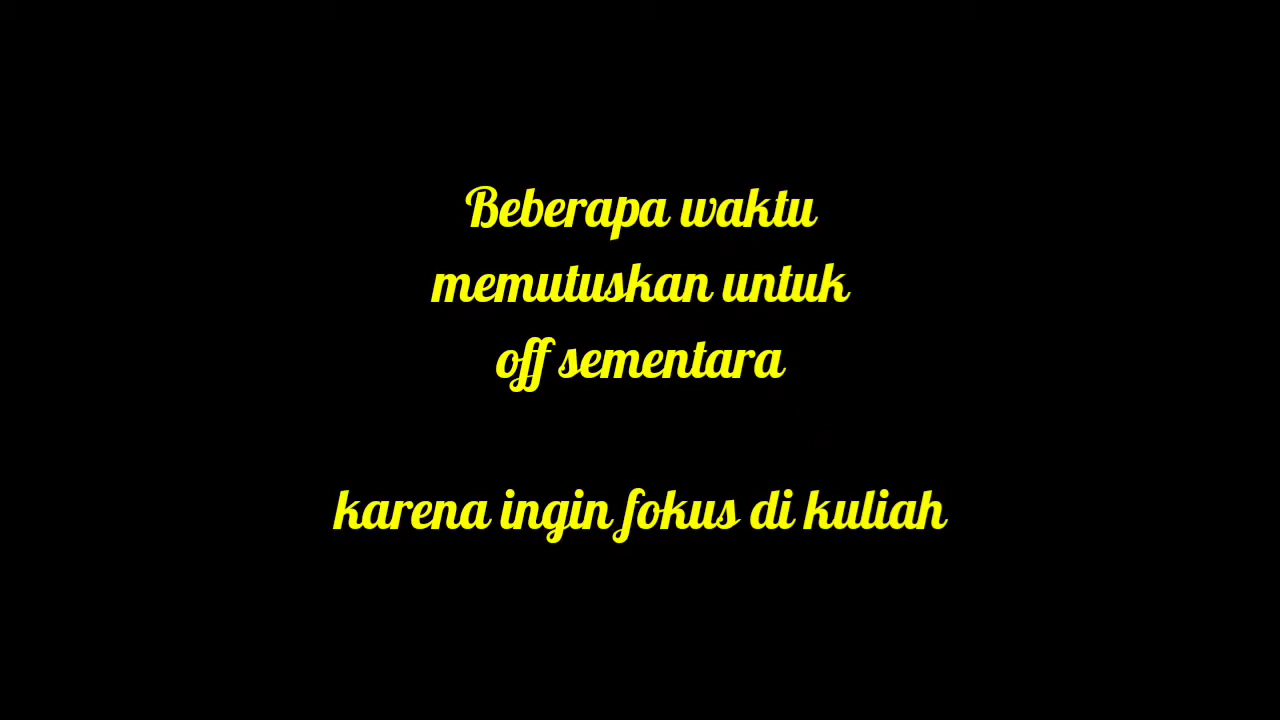 Beberapa waktu
memutuskan untuk
off sementara
karena ingin fokus di kuliah